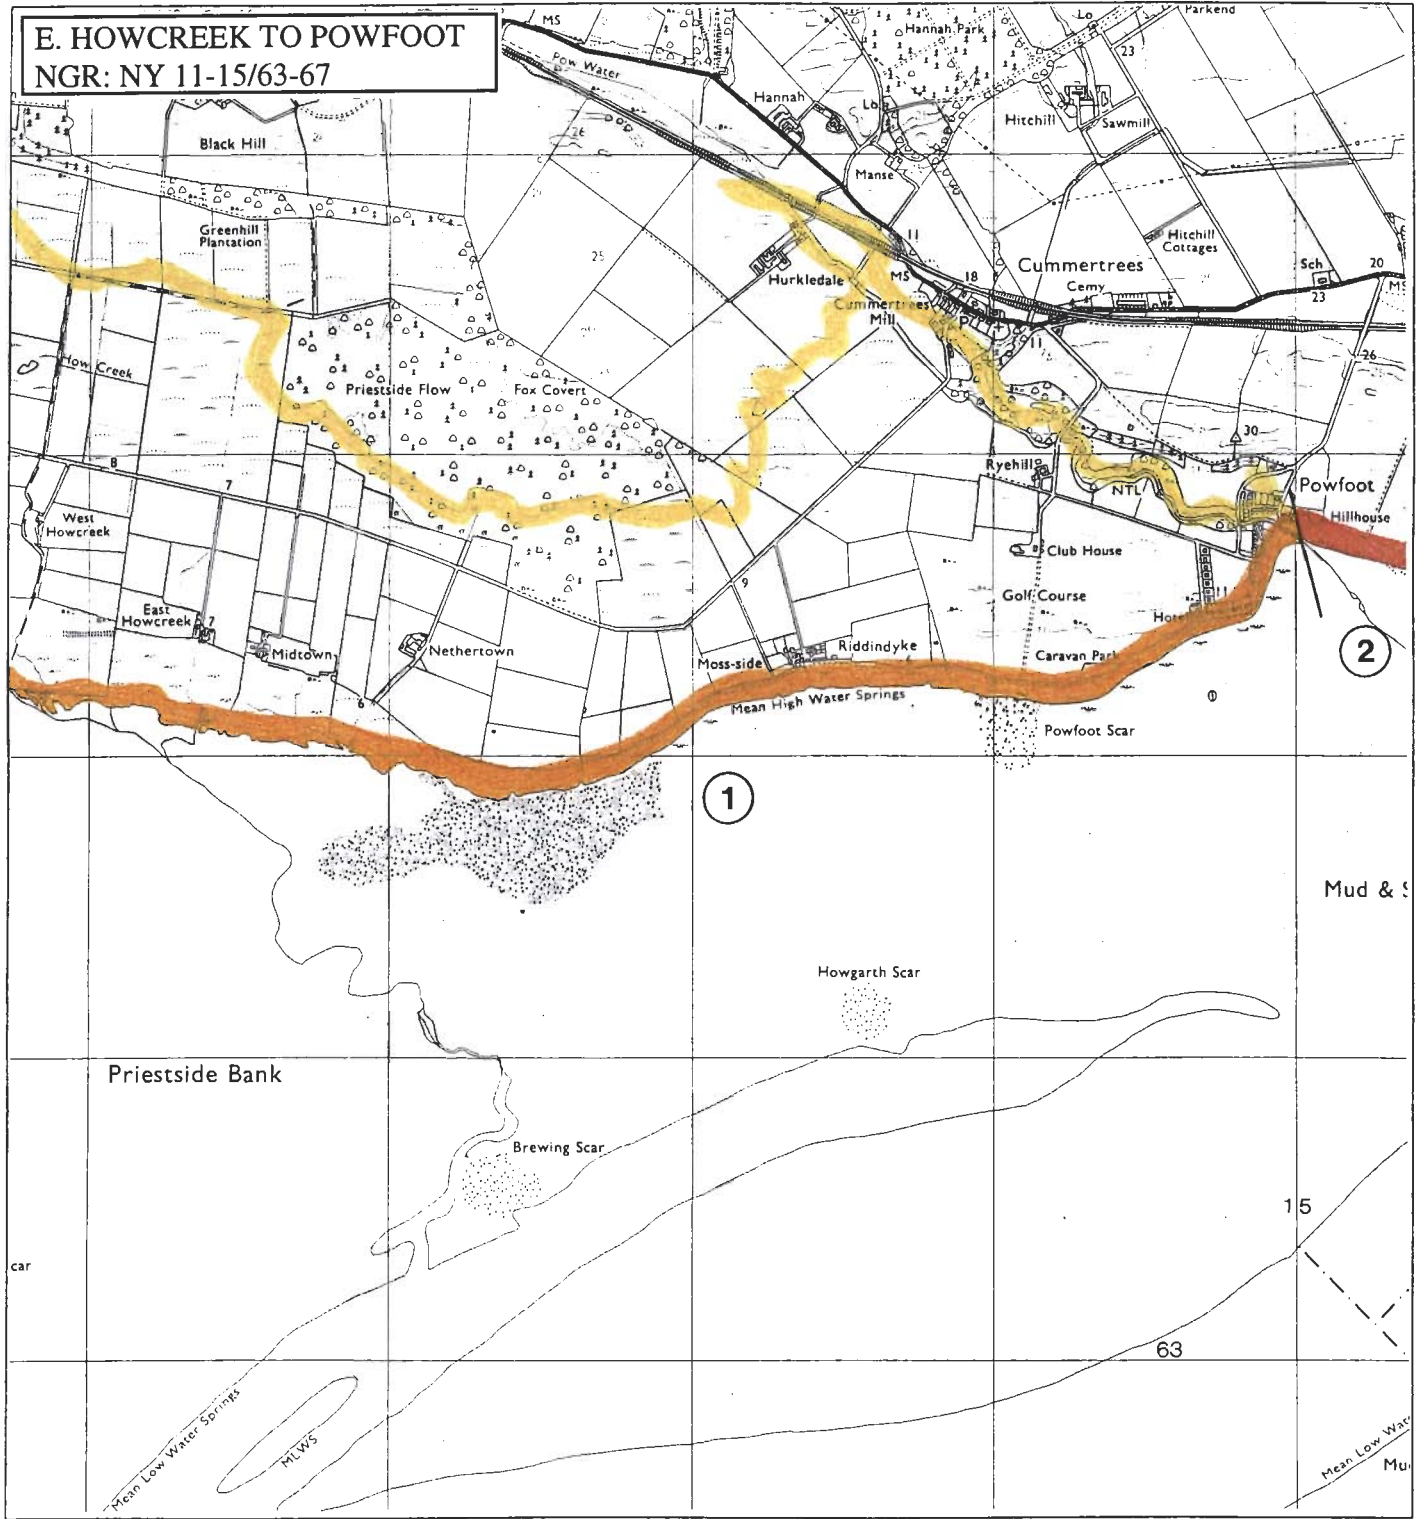 E. HOWCREEK TO POWFOOT
NGR: NY 11-15/63-67
MS
Pow Water
Hannah Park
Lo
Parkend
23
Hannah
Lo
Hitchill
Sawmill
26
Black Hill
Manse
Greenhill
Plantation
25
Hurkledale
11
MS
18
Cummertrees
Cemy
Hitchill
Cottages
Sch
20
23
MS
Cummertrees
Mill
P
11
26
How Creek
Priestside Flow
Fox Covert
30
8
7
Ryehill
NTL
Powfoot
Hillhouse
West
Howcreek
Club House
9
Golf Course
11
East
Howcreek
7
Midtown
Nethertown
Moss-side
Riddindyke
Hotel
Caravan Park
2
6
Mean High Water Springs
Powfoot Scar
1
Mud & S
Howgarth Scar
Priestside Bank
Brewing Scar
15
car
63
Mean Low Water Springs
MLWS
Mean Low Wate
Mu